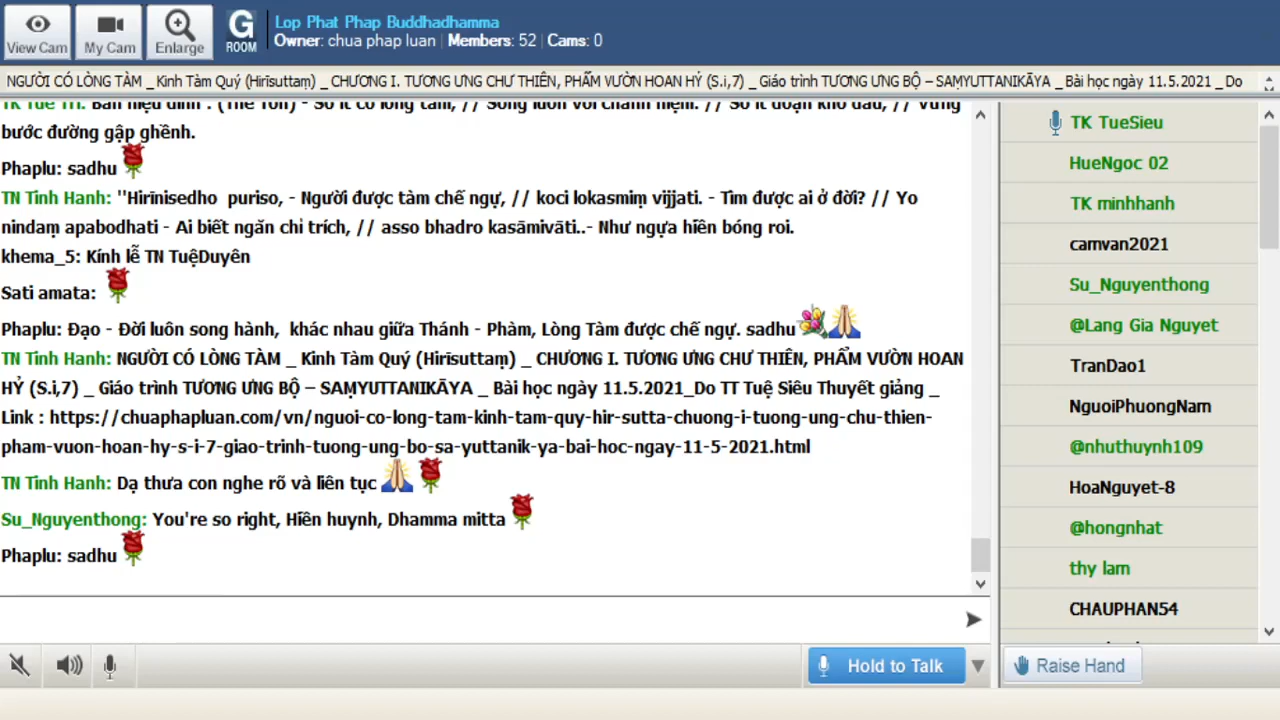 View Cam
My Cam
Enlarge
G
ROOM
Lop Phat Phap Buddhadhamma
Owner: chua phap luan | Members: 52 | Cams: 0
NGƯỜI CÓ LÒNG TÀM _ Kinh Tàm Quý (Hirīsuttaṃ) _ CHƯƠNG I. TƯƠNG ƯNG CHƯ THIÊN, PHẨM VƯỜN HOAN HỶ (S.i,7) _ Giáo trình TƯƠNG ƯNG BỘ – SAṂYUTTANIKĀYA _ Bài học ngày 11.5.2021 _ Do
bước đường gập ghềnh.
Phaplu: sadhu
TN Tinh Hanh: "Hirīnisedho puriso, - Người được tàm chế ngự, // koci lokasmiṃ vijjati. - Tìm được ai ở đời? // Yo
nindaṃ apabodhati - Ai biết ngăn chỉ trích, // asso bhadro kasāmivāti..- Như ngựa hiền bóng roi.
khema_5: Kính lễ TN TuệDuyên
Sati amata:
Phaplu: Đạo - Đời luôn song hành, khác nhau giữa Thánh - Phàm, Lòng Tàm được chế ngự. sadhu
TN Tinh Hanh: NGƯỜI CÓ LÒNG TÀM _ Kinh Tàm Quý (Hirīsuttaṃ) _ CHƯƠNG I. TƯƠNG ƯNG CHƯ THIÊN, PHẨM VƯỜN HOAN
HỶ (S.i,7) _ Giáo trình TƯƠNG ƯNG BỘ – SAṂYUTTANIKĀYA _ Bài học ngày 11.5.2021_Do TT Tuệ Siêu Thuyết giảng _
Link : https://chuaphapluan.com/vn/nguoi-co-long-tam-kinh-tam-quy-hir-sutta-chuong-i-tuong-ung-chu-thien-
pham-vuon-hoan-hy-s-i-7-giao-trinh-tuong-ung-bo-sa-yuttanik-ya-bai-hoc-ngay-11-5-2021.html
TN Tinh Hanh: Dạ thưa con nghe rõ và liên tục
Su_Nguyenthong: You're so right, Hiền huynh, Dhamma mitta
Phaplu: sadhu
TK TueSieu
HueNgoc 02
TK minhhanh
camvan2021
Su_Nguyenthong
@Lang Gia Nguyet
TranDao1
NguoiPhuongNam
@nhuthuynh109
HoaNguyet-8
@hongnhat
thy lam
CHAUPHAN54
Hold to Talk
Raise Hand